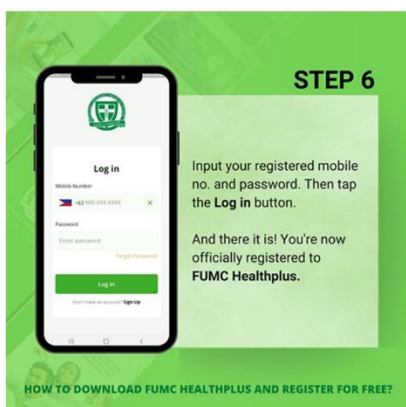 STEP 6
Log in
Mobile Number
+63
Password
Enter password
Forgot Password?
Log in
Don't have an account? Sign Up
Input your registered mobile
no. and password. Then tap
the Log in button.
And there it is! You're now
officially registered to
FUMC Healthplus.
HOW TO DOWNLOAD FUMC HEALTHPLUS AND REGISTER FOR FREE?